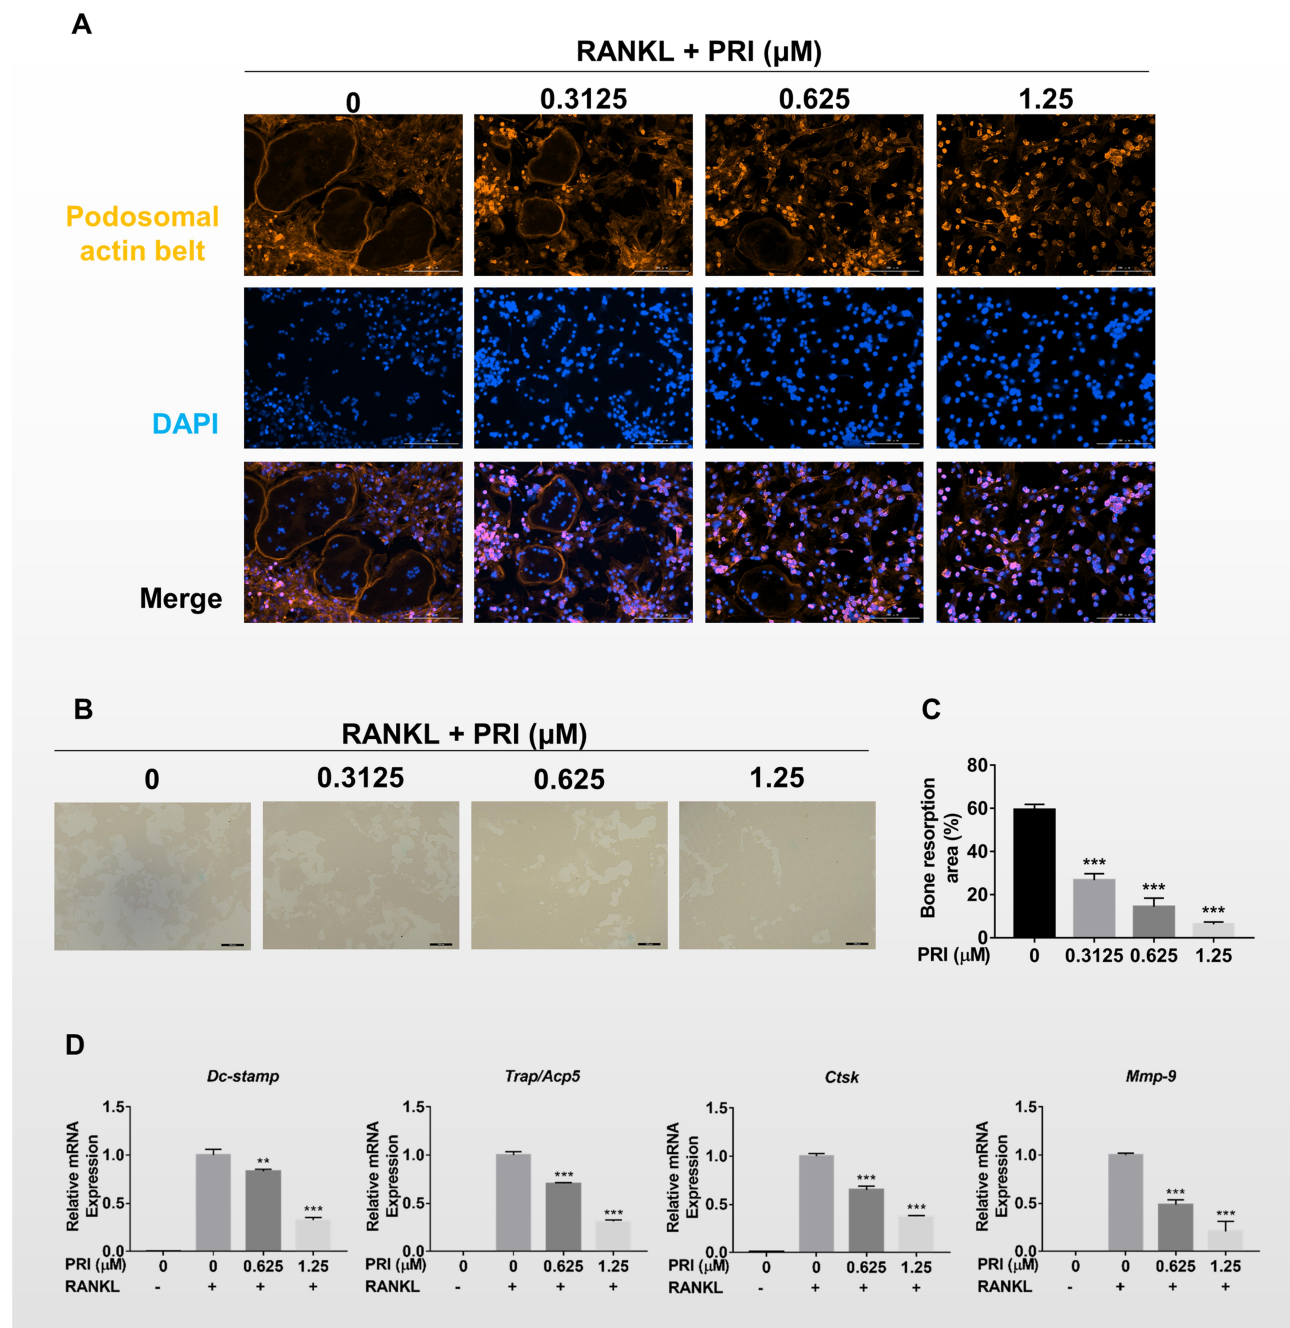 A
RANKL + PRI (µM)
0 0.3125 0.625 1.25
Podosomal
actin belt
DAPI
Merge
B
RANKL + PRI (µM)
0 0.3125 0.625 1.25
C
Bone resorption
area (%)
80
60
40
20
0
***
***
***
PRI (µM) 0 0.3125 0.625 1.25
D
Dc-stamp
Relative mRNA
Expression
1.5
1.0
0.5
0.0
**
***
PRI (µM) 0 0 0.625 1.25
RANKL - + + +
Trap/Acp5
Relative mRNA
Expression
1.5
1.0
0.5
0.0
***
***
PRI (µM) 0 0 0.625 1.25
RANKL - + + +
Ctsk
Relative mRNA
Expression
1.5
1.0
0.5
0.0
***
***
PRI (µM) 0 0 0.625 1.25
RANKL - + + +
Mmp-9
Relative mRNA
Expression
1.5
1.0
0.5
0.0
***
***
PRI (µM) 0 0 0.625 1.25
RANKL - + + +